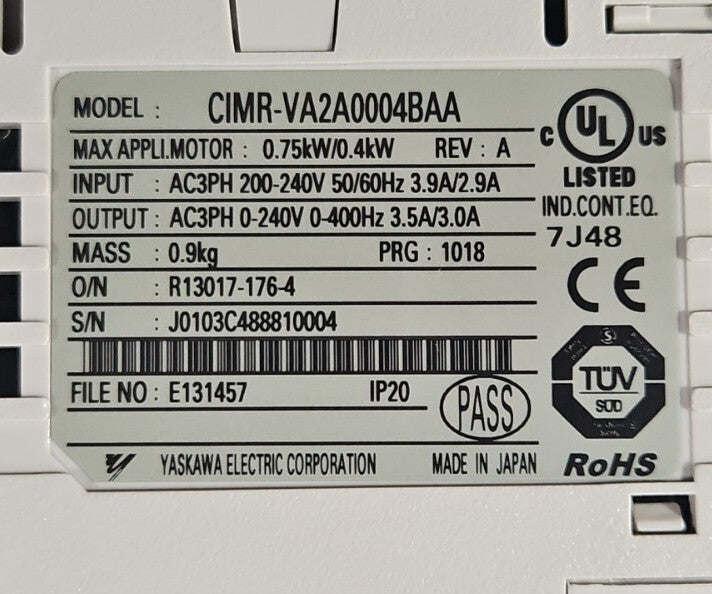 MODEL : CIMR-VA2A0004BAA
MAX APPLI.MOTOR : 0.75kW/0.4kW REV : A
INPUT : AC3PH 200-240V 50/60Hz 3.9A/2.9A
OUTPUT : AC3PH 0-240V 0-400Hz 3.5A/3.0A
MASS : 0.9kg PRG : 1018
O/N : R13017-176-4
S/N : J0103C488810004
FILE NO : E131457 IP20
PASS
YASKAWA ELECTRIC CORPORATION MADE IN JAPAN
C UL US
LISTED
IND.CONT.EQ.
7J48
CE
TÜV
SÜD
RoHS